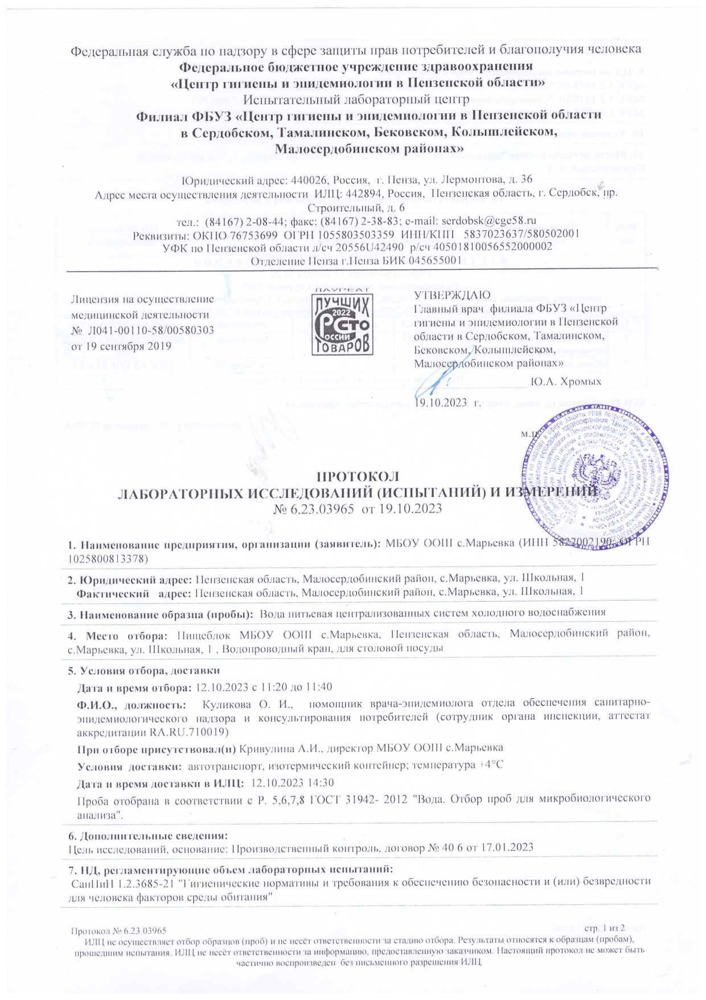 Федеральная служба по надзору в сфере защиты прав потребителей и благополучия человека
Федеральное бюджетное учреждение здравоохранения
«Центр гигиены и эпидемиологии в Пензенской области»
Испытательный лабораторный центр
Филиал ФБУЗ «Центр гигиены и эпидемиологии в Пензенской области
в Сердобском, Тамалинском, Бековском, Колышлейском,
Малосердобинском районах»
Юридический адрес: 440026, Россия, г. Пенза, ул. Лермонтова, д. 36
Адрес места осуществления деятельности ИЛЦ: 442894, Россия, Пензенская область, г. Сердобск, пр.
Строительный, д. 6
тел.: (84167) 2-08-44; факс: (84167) 2-38-83; e-mail: serdobsk@cge58.ru
Реквизиты: ОКПО 76753699 ОГРН 1055803503359 ИНН/КПП 5837023637/580502001
УФК по Пензенской области л/сч 20556U42490 р/сч 40501810056552000002
Отделение Пенза г.Пенза БИК 045655001
Лицензия на осуществление
медицинской деятельности
№ Л041-00110-58/00580303
от 19 сентября 2019
ЛАУРЕАТ
ЛУЧШИХ
2022
СТО
РОССИИ
ТОВАРОВ
УТВЕРЖДАЮ
Главный врач филиала ФБУЗ «Центр
гигиены и эпидемиологии в Пензенской
области в Сердобском, Тамалинском,
Бековском, Колышлейском,
Малосердобинском районах»
Ю.А. Хромых
19.10.2023 г.
м.п.
ПРОТОКОЛ
ЛАБОРАТОРНЫХ ИССЛЕДОВАНИЙ (ИСПЫТАНИЙ) И ИЗМЕРЕНИЙ
№ 6.23.03965 от 19.10.2023
1. Наименование предприятия, организации (заявитель): МБОУ ООШ с.Марьевка (ИНН 5822002190 ОГРН
1025800813378)
2. Юридический адрес: Пензенская область, Малосердобинский район, с.Марьевка, ул. Школьная, 1
Фактический адрес: Пензенская область, Малосердобинский район, с.Марьевка, ул. Школьная, 1
3. Наименование образца (пробы): Вода питьевая централизованных систем холодного водоснабжения
4. Место отбора: Пищеблок МБОУ ООШ с.Марьевка, Пензенская область, Малосердобинский район,
с.Марьевка, ул. Школьная, 1 , Водопроводный кран, для столовой посуды
5. Условия отбора, доставки
Дата и время отбора: 12.10.2023 с 11:20 до 11:40
Ф.И.О., должность: Куликова О. И., помощник врача-эпидемиолога отдела обеспечения санитарно-
эпидемиологического надзора и консультирования потребителей (сотрудник органа инспекции, аттестат
аккредитации RA.RU.710019)
При отборе присутствовал(и) Кривулина А.И., директор МБОУ ООШ с.Марьевка
Условия доставки: автотранспорт, изотермический контейнер; температура +4°С
Дата и время доставки в ИЛЦ: 12.10.2023 14:30
Проба отобрана в соответствии с Р. 5,6,7,8 ГОСТ 31942- 2012 "Вода. Отбор проб для микробиологического
анализа".
6. Дополнительные сведения:
Цель исследований, основание: Производственный контроль, договор № 40 6 от 17.01.2023
7. НД, регламентирующие объем лабораторных испытаний:
СанПиН 1.2.3685-21 "Гигиенические нормативы и требования к обеспечению безопасности и (или) безвредности
для человека факторов среды обитания"
Протокол № 6.23.03965 стр. 1 из 2
ИЛЦ не осуществляет отбор образцов (проб) и не несёт ответственности за стадию отбора. Результаты относятся к образцам (пробам),
прошедшим испытания. ИЛЦ не несёт ответственности за информацию, предоставленную заказчиком. Настоящий протокол не может быть
частично воспроизведен без письменного разрешения ИЛЦ.